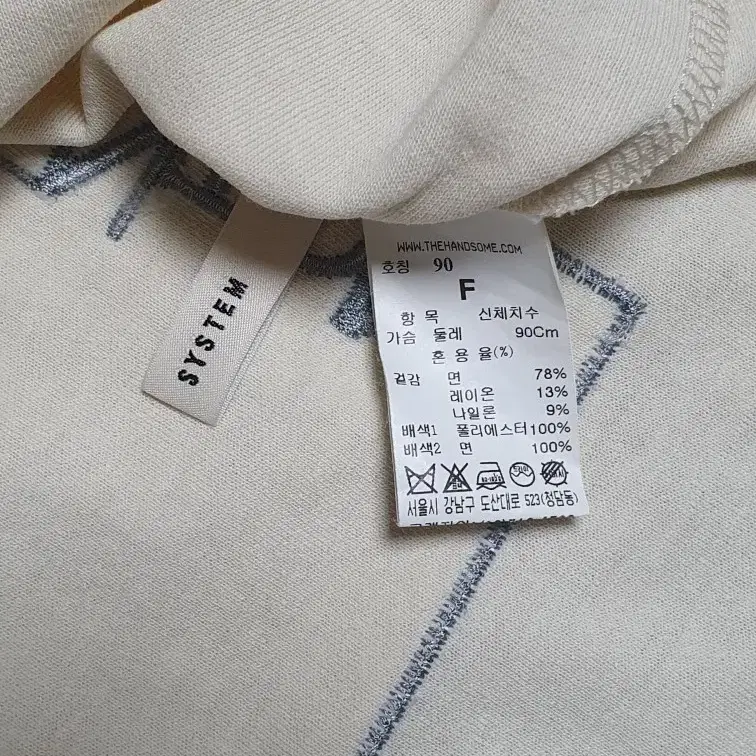 SYSTEM
WWW.THEHANDSOME.COM
호칭 90
F
항 목 신체치수
가슴 둘레 90Cm
혼 용 율(%)
겉감 면 78%
레이온 13%
나일론 9%
배색1 폴리에스터100%
배색2 면 100%
서울시 강남구 도산대로 523(청담동)